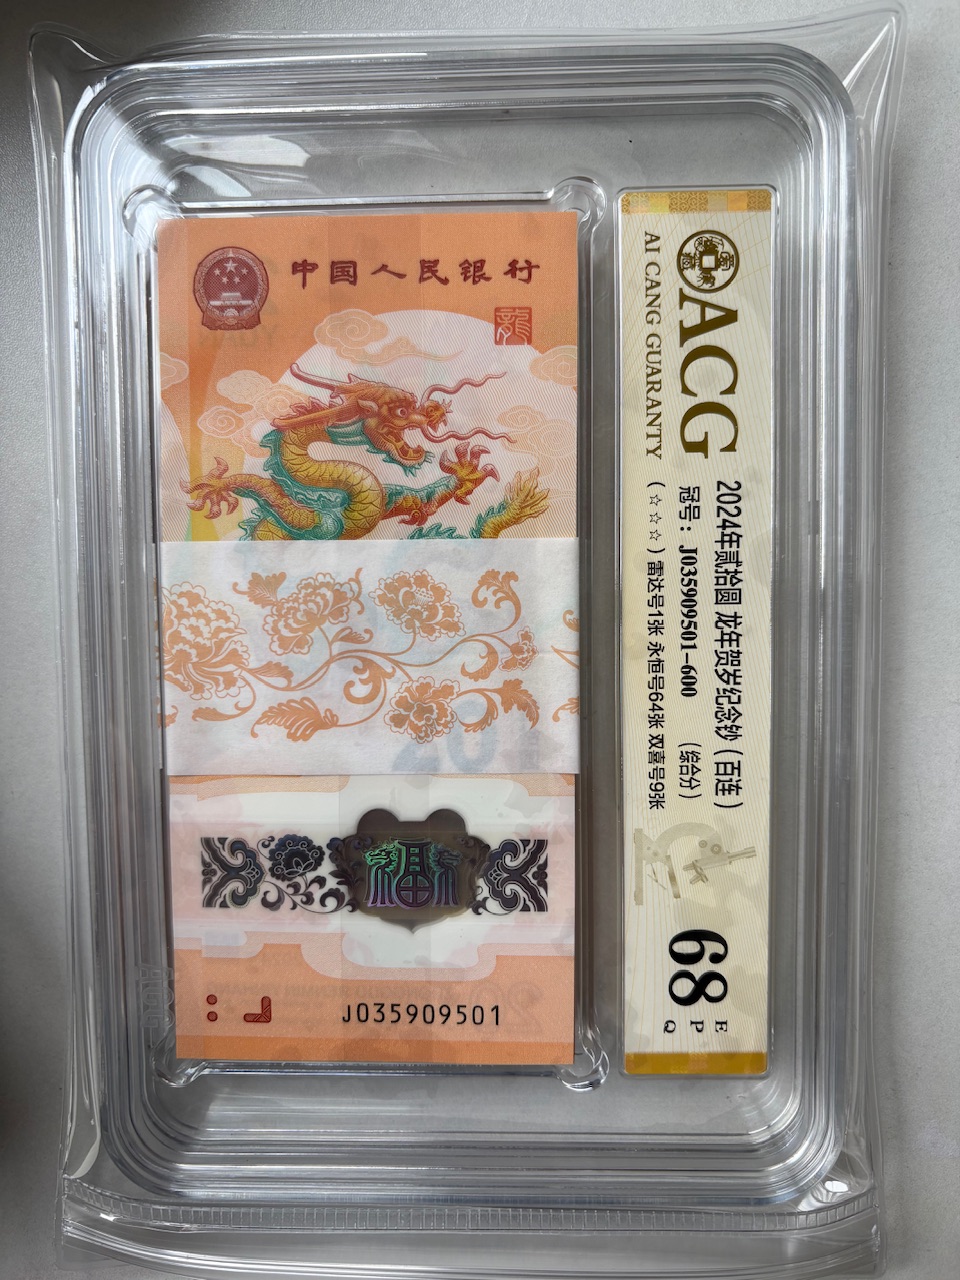 中国人民银行
龍
福
J035909501
ACG
AI CANG GUARANTY
2024年贰拾圆 龙年贺岁纪念钞（百连）
冠号：J035909501-600 （综合分）
（☆☆☆）雷达号1张 永恒号64张 双喜号9张
68
EPQ